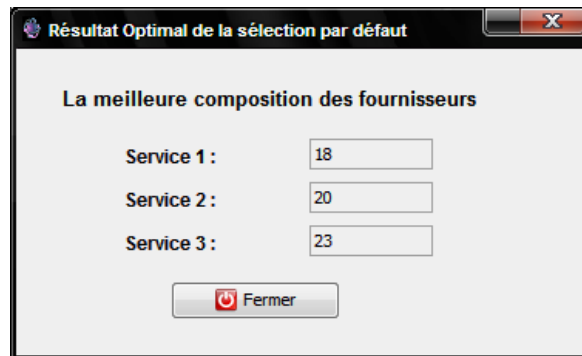 Résultat Optimal de la sélection par défaut
La meilleure composition des fournisseurs
Service 1 : 18
Service 2 : 20
Service 3 : 23
Fermer